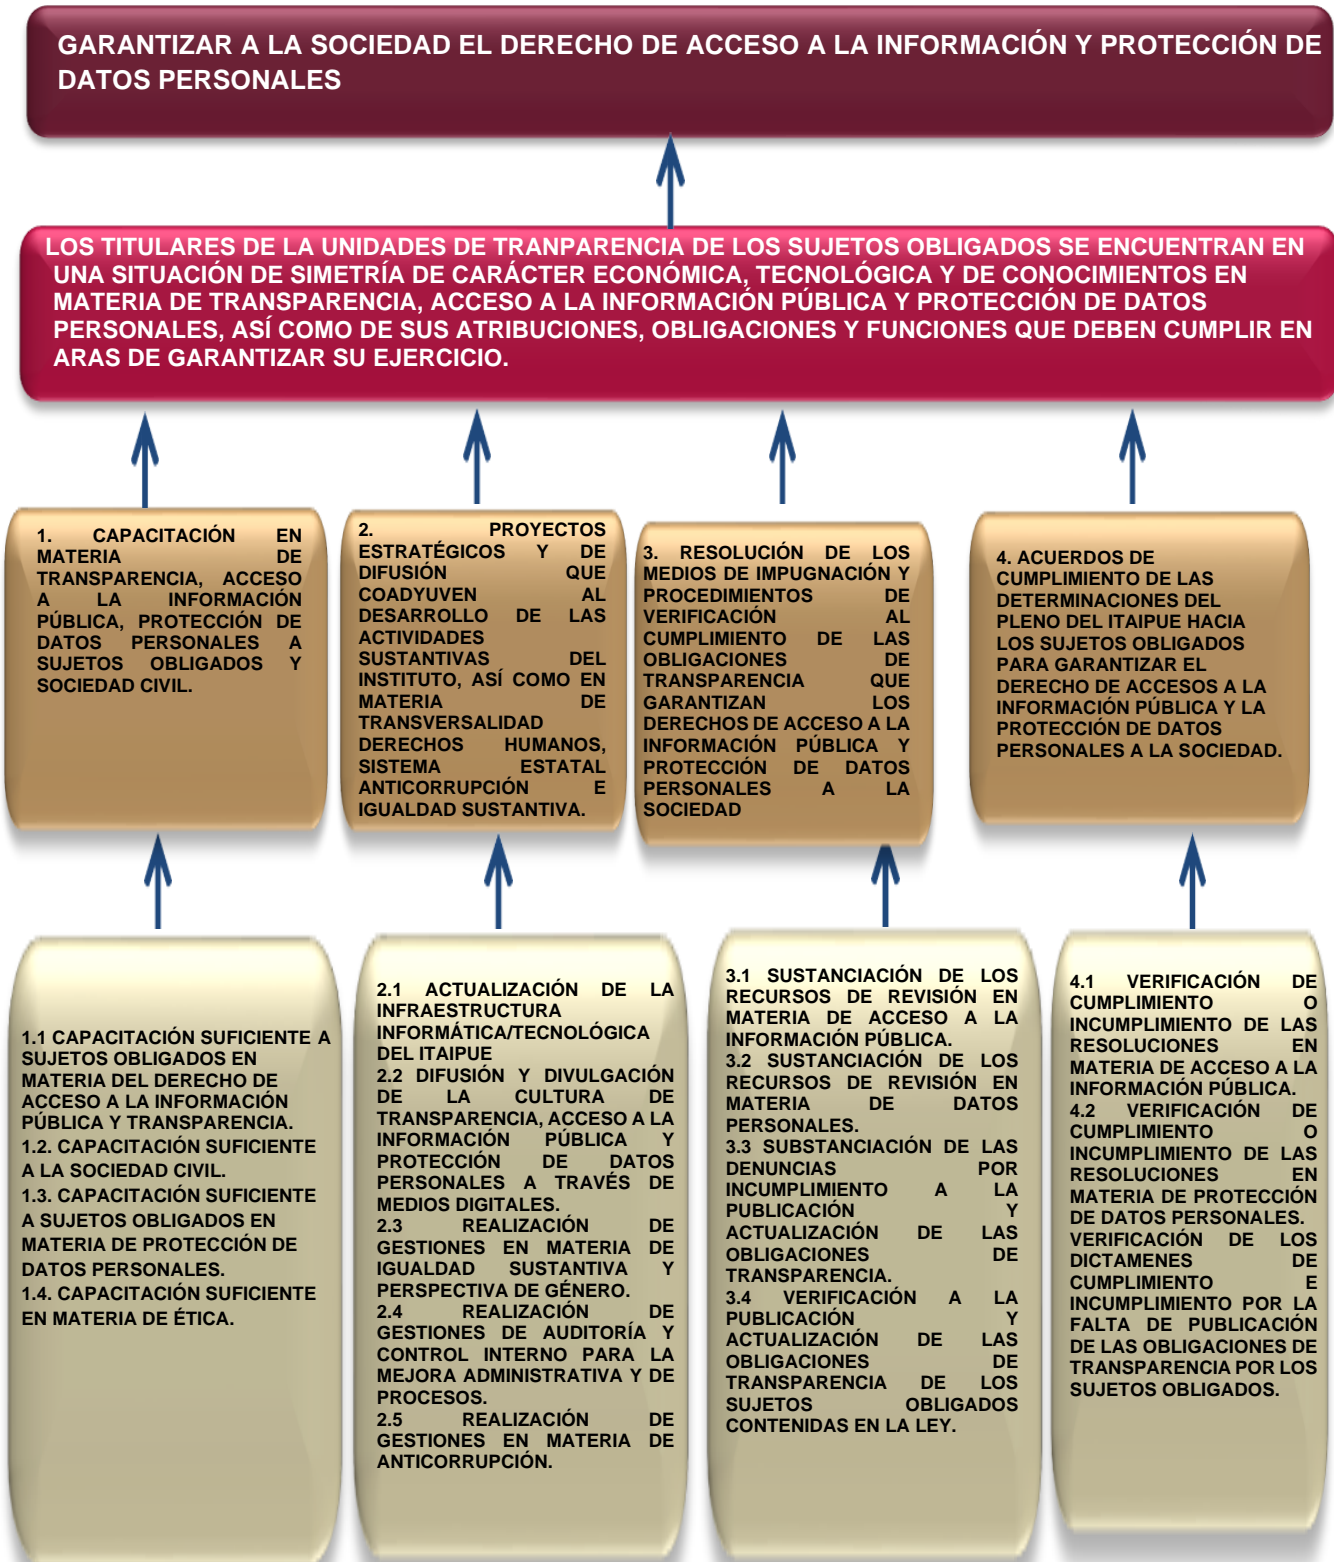 GARANTIZAR A LA SOCIEDAD EL DERECHO DE ACCESO A LA INFORMACIÓN Y PROTECCIÓN DE
DATOS PERSONALES
LOS TITULARES DE LA UNIDADES DE TRANPARENCIA DE LOS SUJETOS OBLIGADOS SE ENCUENTRAN EN
UNA SITUACIÓN DE SIMETRÍA DE CARÁCTER ECONÓMICA, TECNOLÓGICA Y DE CONOCIMIENTOS EN
MATERIA DE TRANSPARENCIA, ACCESO A LA INFORMACIÓN PÚBLICA Y PROTECCIÓN DE DATOS
PERSONALES, ASÍ COMO DE SUS ATRIBUCIONES, OBLIGACIONES Y FUNCIONES QUE DEBEN CUMPLIR EN
ARAS DE GARANTIZAR SU EJERCICIO.
1. CAPACITACIÓN EN
MATERIA DE
TRANSPARENCIA, ACCESO
A LA INFORMACIÓN
PÚBLICA, PROTECCIÓN DE
DATOS PERSONALES A
SUJETOS OBLIGADOS Y
SOCIEDAD CIVIL.
2. PROYECTOS
ESTRATÉGICOS Y DE
DIFUSIÓN QUE
COADYUVEN AL
DESARROLLO DE LAS
ACTIVIDADES
SUSTANTIVAS DEL
INSTITUTO, ASÍ COMO EN
MATERIA DE
TRANSVERSALIDAD
DERECHOS HUMANOS,
SISTEMA ESTATAL
ANTICORRUPCIÓN E
IGUALDAD SUSTANTIVA.
3. RESOLUCIÓN DE LOS
MEDIOS DE IMPUGNACIÓN Y
PROCEDIMIENTOS DE
VERIFICACIÓN AL
CUMPLIMIENTO DE LAS
OBLIGACIONES DE
TRANSPARENCIA QUE
GARANTIZAN LOS
DERECHOS DE ACCESO A LA
INFORMACIÓN PÚBLICA Y
PROTECCIÓN DE DATOS
PERSONALES A LA
SOCIEDAD
4. ACUERDOS DE
CUMPLIMIENTO DE LAS
DETERMINACIONES DEL
PLENO DEL ITAIPUE HACIA
LOS SUJETOS OBLIGADOS
PARA GARANTIZAR EL
DERECHO DE ACCESOS A LA
INFORMACIÓN PÚBLICA Y LA
PROTECCIÓN DE DATOS
PERSONALES A LA SOCIEDAD.
1.1 CAPACITACIÓN SUFICIENTE A
SUJETOS OBLIGADOS EN
MATERIA DEL DERECHO DE
ACCESO A LA INFORMACIÓN
PÚBLICA Y TRANSPARENCIA.
1.2. CAPACITACIÓN SUFICIENTE
A LA SOCIEDAD CIVIL.
1.3. CAPACITACIÓN SUFICIENTE
A SUJETOS OBLIGADOS EN
MATERIA DE PROTECCIÓN DE
DATOS PERSONALES.
1.4. CAPACITACIÓN SUFICIENTE
EN MATERIA DE ÉTICA.
2.1 ACTUALIZACIÓN DE LA
INFRAESTRUCTURA
INFORMÁTICA/TECNOLÓGICA
DEL ITAIPUE
2.2 DIFUSIÓN Y DIVULGACIÓN
DE LA CULTURA DE
TRANSPARENCIA, ACCESO A LA
INFORMACIÓN PÚBLICA Y
PROTECCIÓN DE DATOS
PERSONALES A TRAVÉS DE
MEDIOS DIGITALES.
2.3 REALIZACIÓN DE
GESTIONES EN MATERIA DE
IGUALDAD SUSTANTIVA Y
PERSPECTIVA DE GÉNERO.
2.4 REALIZACIÓN DE
GESTIONES DE AUDITORÍA Y
CONTROL INTERNO PARA LA
MEJORA ADMINISTRATIVA Y DE
PROCESOS.
2.5 REALIZACIÓN DE
GESTIONES EN MATERIA DE
ANTICORRUPCIÓN.
3.1 SUSTANCIACIÓN DE LOS
RECURSOS DE REVISIÓN EN
MATERIA DE ACCESO A LA
INFORMACIÓN PÚBLICA.
3.2 SUSTANCIACIÓN DE LOS
RECURSOS DE REVISIÓN EN
MATERIA DE DATOS
PERSONALES.
3.3 SUBSTANCIACIÓN DE LAS
DENUNCIAS POR
INCUMPLIMIENTO A LA
PUBLICACIÓN Y
ACTUALIZACIÓN DE LAS
OBLIGACIONES DE
TRANSPARENCIA.
3.4 VERIFICACIÓN A LA
PUBLICACIÓN Y
ACTUALIZACIÓN DE LAS
OBLIGACIONES DE
TRANSPARENCIA DE LOS
SUJETOS OBLIGADOS
CONTENIDAS EN LA LEY.
4.1 VERIFICACIÓN DE
CUMPLIMIENTO O
INCUMPLIMIENTO DE LAS
RESOLUCIONES EN
MATERIA DE ACCESO A LA
INFORMACIÓN PÚBLICA.
4.2 VERIFICACIÓN DE
CUMPLIMIENTO O
INCUMPLIMIENTO DE LAS
RESOLUCIONES EN
MATERIA DE PROTECCIÓN
DE DATOS PERSONALES.
VERIFICACIÓN DE LOS
DICTAMENES DE
CUMPLIMIENTO E
INCUMPLIMIENTO POR LA
FALTA DE PUBLICACIÓN
DE LAS OBLIGACIONES DE
TRANSPARENCIA POR LOS
SUJETOS OBLIGADOS.